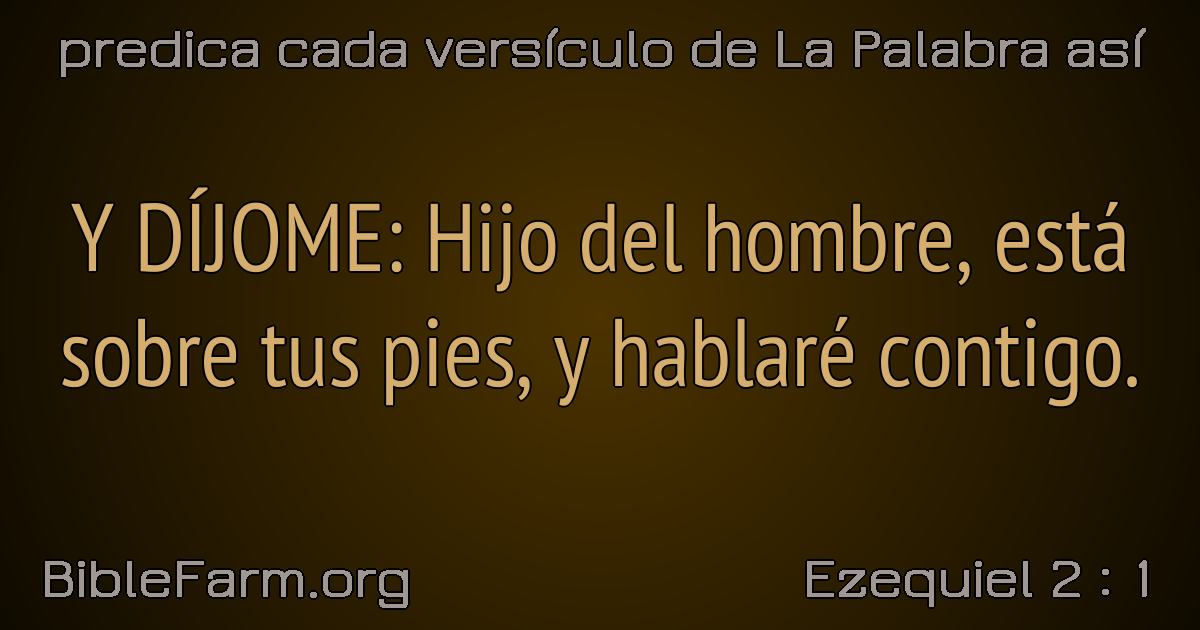 predica cada versículo de La Palabra así
Y DÍJOME: Hijo del hombre, está
sobre tus pies, y hablaré contigo.
BibleFarm.org
Ezequiel 2 : 1